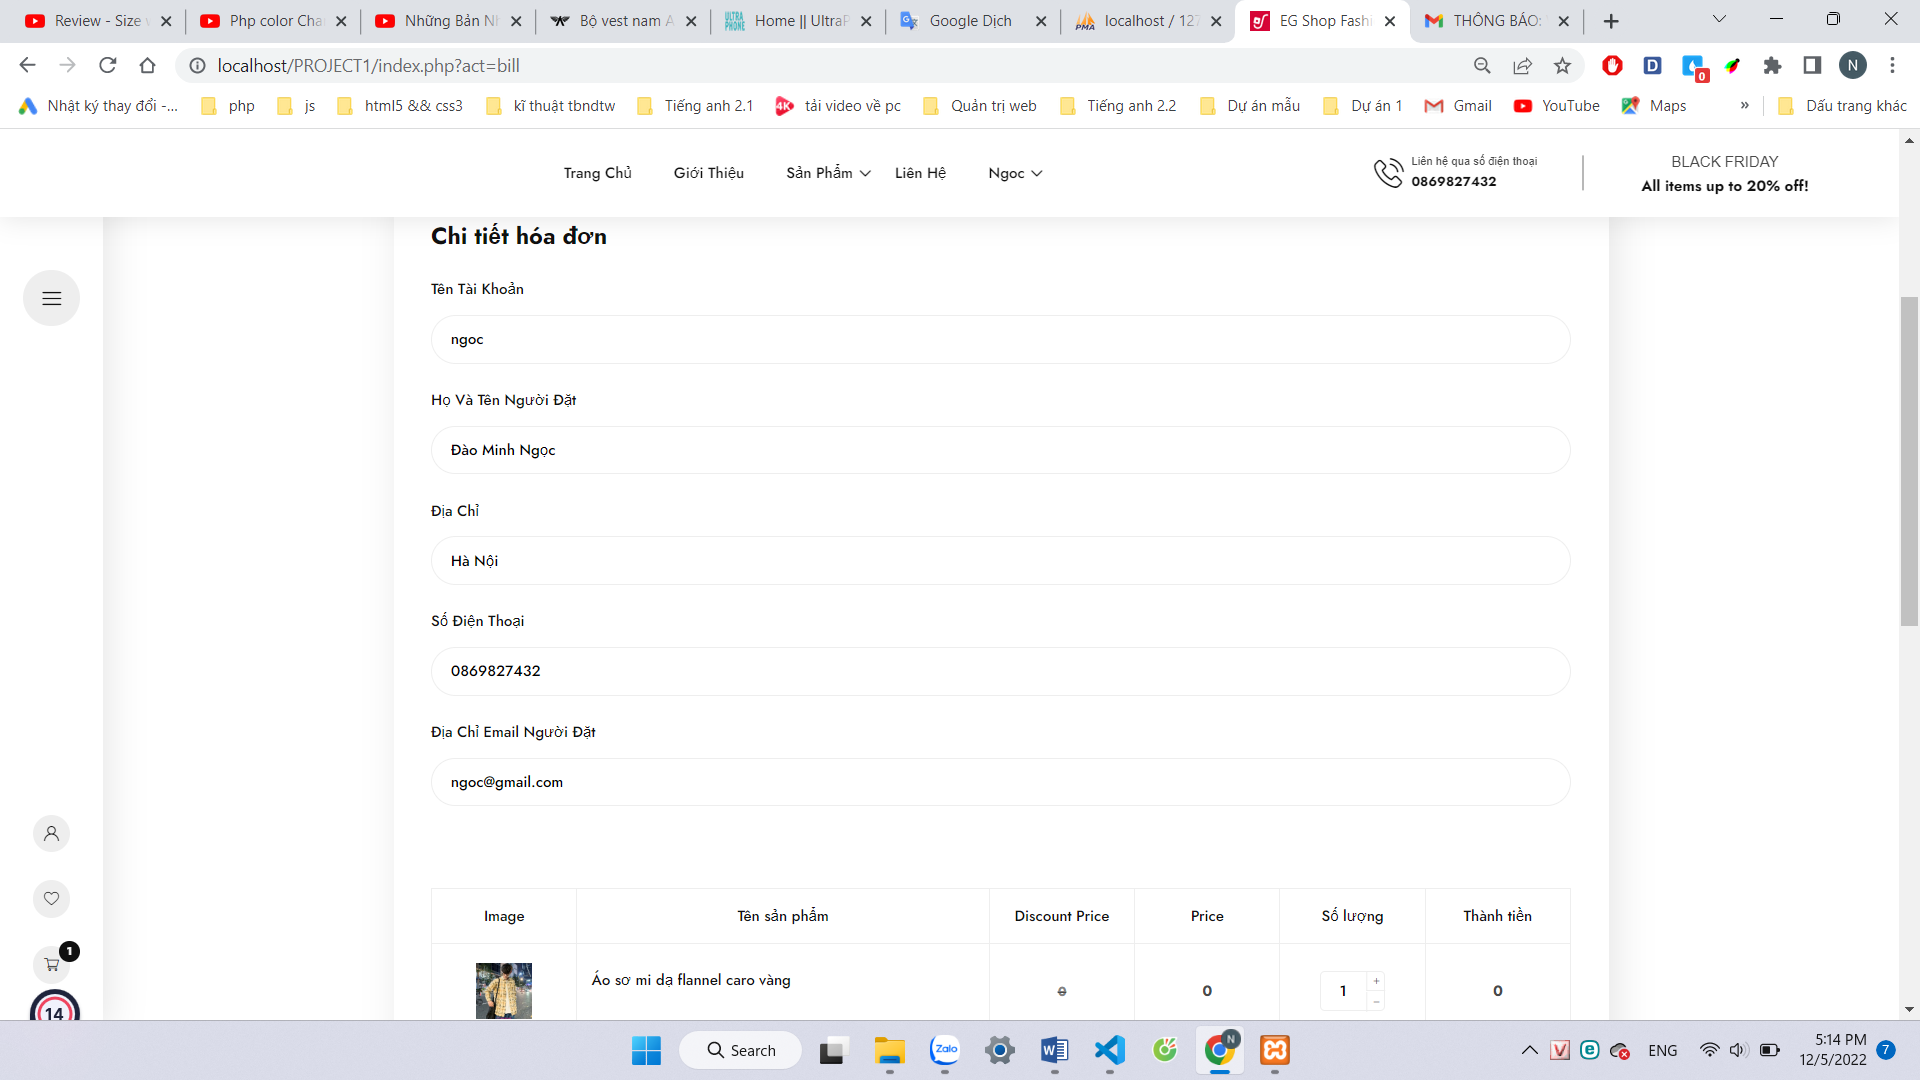 Review - Size
Php color Cha
Những Bản Nh
Bộ vest nam A
Home || UltraP
Google Dịch
localhost / 127
EG Shop Fashi
THÔNG BÁO:
localhost/PROJECT1/index.php?act=bill
D
0
N
Nhật ký thay đổi -...
php
js
html5 && css3
kĩ thuật tbndtw
Tiếng anh 2.1
tải video về pc
Quản trị web
Tiếng anh 2.2
Dự án mẫu
Dự án 1
Gmail
YouTube
Maps
»
Dấu trang khác
Trang Chủ
Giới Thiệu
Sản Phẩm
Liên Hệ
Ngoc
Liên hệ qua số điện thoại
0869827432
BLACK FRIDAY
All items up to 20% off!
Chi tiết hóa đơn
Tên Tài Khoản
ngoc
Họ Và Tên Người Đặt
Đào Minh Ngọc
Địa Chỉ
Hà Nội
Số Điện Thoại
0869827432
Địa Chỉ Email Người Đặt
ngoc@gmail.com
1
14
Image
Tên sản phẩm
Discount Price
Price
Số lượng
Thành tiền
Áo sơ mi dạ flannel caro vàng
0
0
1
+
-
0
Search
Zalo
N
ENG
5:14 PM
12/5/2022
7